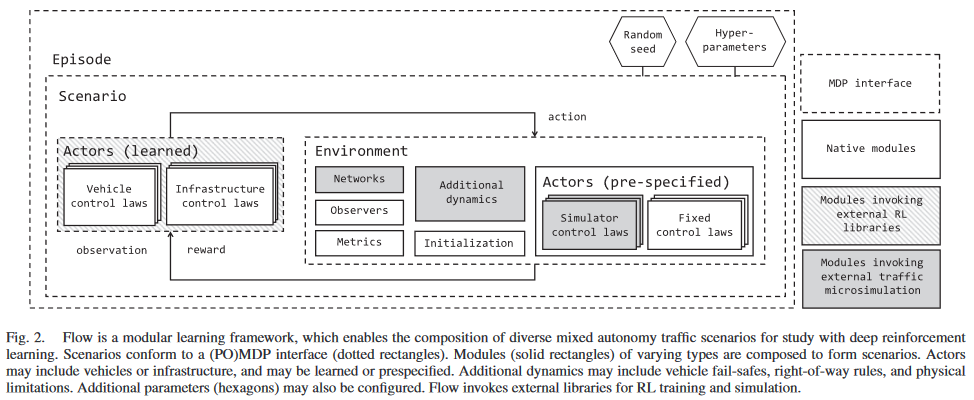 Random
seed
Hyper-
parameters
Episode
Scenario
action
Actors (learned)
Vehicle
control laws
Infrastructure
control laws
observation
reward
Environment
Networks
Observers
Metrics
Additional
dynamics
Initialization
Actors (pre-specified)
Simulator
control laws
Fixed
control laws
MDP interface
Native modules
Modules invoking
external RL
libraries
Modules invoking
external traffic
microsimulation
Fig. 2. Flow is a modular learning framework, which enables the composition of diverse mixed autonomy traffic scenarios for study with deep reinforcement
learning. Scenarios conform to a (PO)MDP interface (dotted rectangles). Modules (solid rectangles) of varying types are composed to form scenarios. Actors
may include vehicles or infrastructure, and may be learned or prespecified. Additional dynamics may include vehicle fail-safes, right-of-way rules, and physical
limitations. Additional parameters (hexagons) may also be configured. Flow invokes external libraries for RL training and simulation.